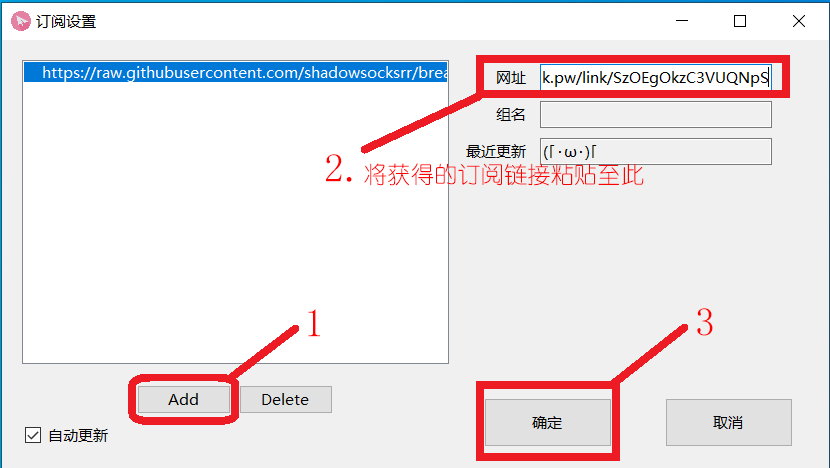 订阅设置
https://raw.githubusercontent.com/shadowsocksrr/brea
网址 k.pw/link/SzOEgOkzC3VUQNpS
组名
最近更新 (｢･ω･)｢
2. 将获得的订阅链接粘贴至此
1
3
Add Delete
确定 取消
自动更新